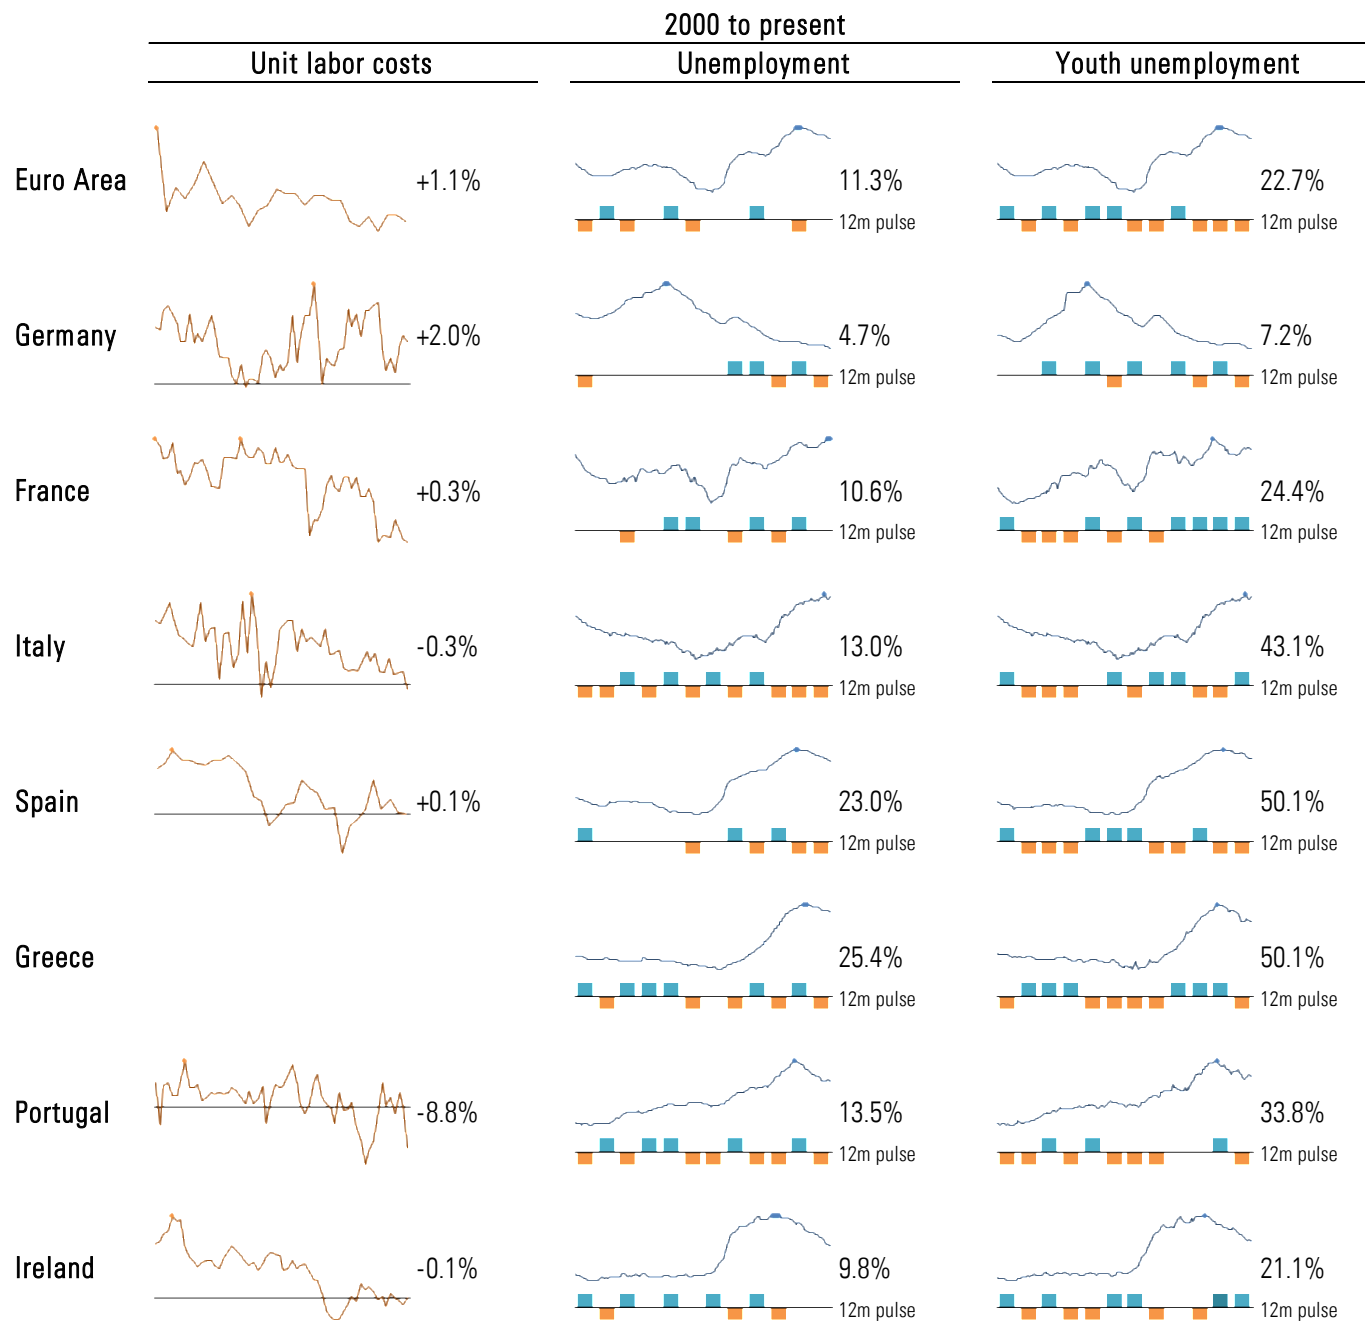 2000 to present
Unit labor costs Unemployment Youth unemployment
Euro Area +1.1% 11.3% 22.7%
12m pulse 12m pulse
Germany +2.0% 4.7% 7.2%
12m pulse 12m pulse
France +0.3% 10.6% 24.4%
12m pulse 12m pulse
Italy -0.3% 13.0% 43.1%
12m pulse 12m pulse
Spain +0.1% 23.0% 50.1%
12m pulse 12m pulse
Greece 25.4% 50.1%
12m pulse 12m pulse
Portugal -8.8% 13.5% 33.8%
12m pulse 12m pulse
Ireland -0.1% 9.8% 21.1%
12m pulse 12m pulse